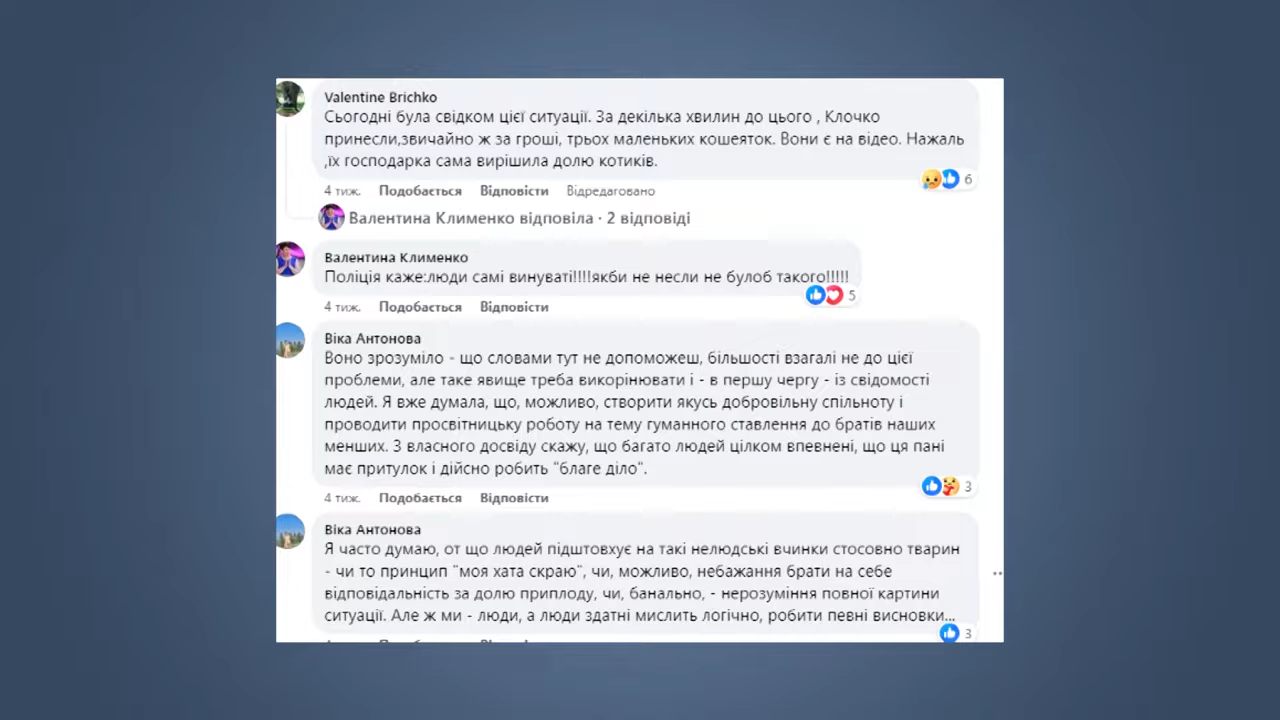 Valentine Brichko
Сьогодні була свідком цієї ситуації. За декілька хвилин до цього , Клочко
принесли,звичайно ж за гроші, трьох маленьких кошеяток. Вони є на відео. Нажаль
,їх господарка сама вирішила долю котиків.
4 тиж. Подобається Відповісти Відредаговано 6
Валентина Клименко відповіла · 2 відповіді
Валентина Клименко
Поліція каже:люди самі винуваті!!!!якби не несли не булоб такого!!!!!
5
4 тиж. Подобається Відповісти
Віка Антонова
Воно зрозуміло - що словами тут не допоможеш, більшості взагалі не до цієї
проблеми, але таке явище треба викорінювати і - в першу чергу - із свідомості
людей. Я вже думала, що, можливо, створити якусь добровільну спільноту і
проводити просвітницьку роботу на тему гуманного ставлення до братів наших
менших. З власного досвіду скажу, що багато людей цілком впевнені, що ця пані
має притулок і дійсно робить "благе діло".
3
4 тиж. Подобається Відповісти
Віка Антонова
Я часто думаю, от що людей підштовхує на такі нелюдські вчинки стосовно тварин
- чи то принцип "моя хата скраю", чи, можливо, небажання брати на себе
відповідальність за долю приплоду, чи, банально, - нерозуміння повної картини
ситуації. Але ж ми - люди, а люди здатні мислить логічно, робити певні висновки...
3